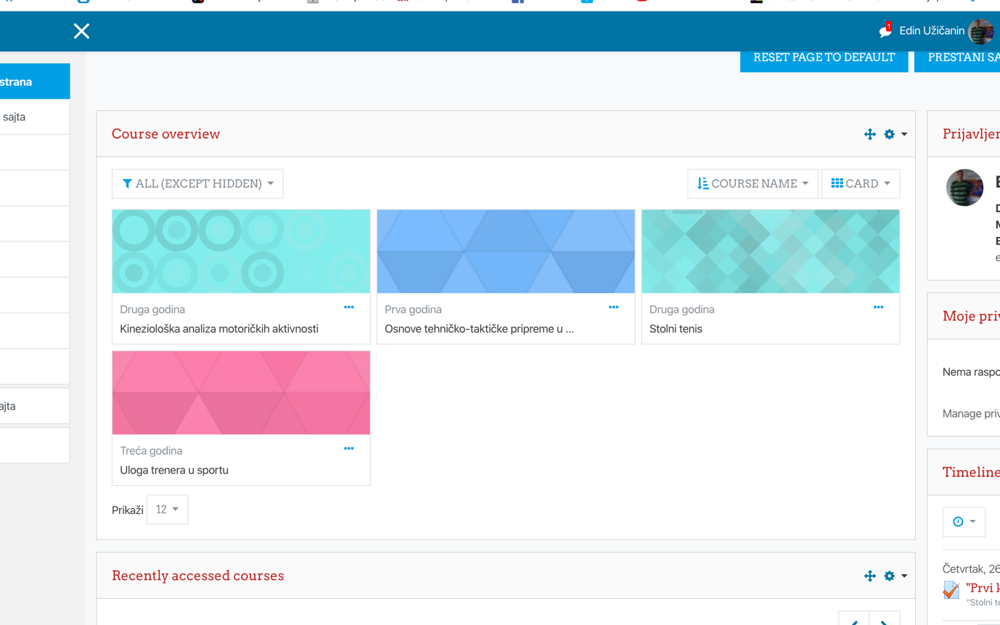 1
Edin Užičanin
RESET PAGE TO DEFAULT
PRESTANI SA
strana
sajta
ajta
Course overview
ALL (EXCEPT HIDDEN)
COURSE NAME
CARD
Druga godina
Kineziološka analiza motoričkih aktivnosti
Prva godina
Osnove tehničko-taktičke pripreme u ...
Druga godina
Stolni tenis
Treća godina
Uloga trenera u sportu
Prikaži 12
Recently accessed courses
Prijavljen
E
D
M
E
e
Moje priv
Nema raspo
Manage priv
Timeline
Četvrtak, 26
"Prvi k
"Stolni te